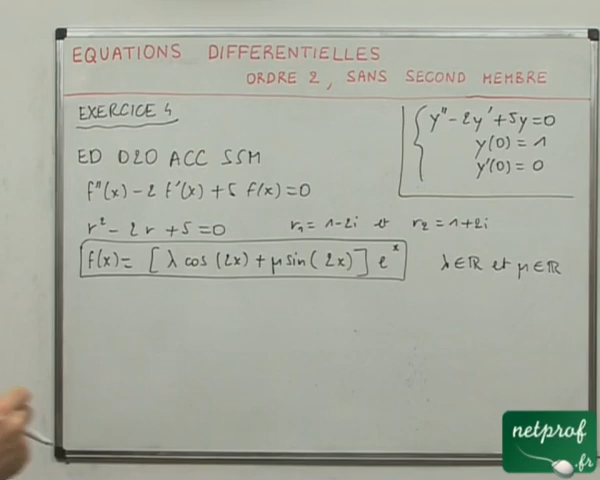 EQUATIONS DIFFERENTIELLES
ORDRE 2, SANS SECOND MEMBRE
EXERCICE 4
y" - 2y' + 5y = 0
y(0) = 1
y'(0) = 0
ED O20 ACC SSM
f"(x) - 2 f'(x) + 5 f(x) = 0
r² - 2r + 5 = 0 r₁ = 1-2i et r₂ = 1+2i
f(x) = [λ cos (2x) + μ sin (2x)] eˣ λ∈ℝ et μ∈ℝ
netprof
.fr